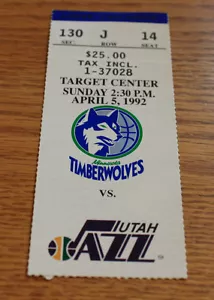 130 J 14
SEC. ROW SEAT
$25.00
TAX INCL.
1-37028
TARGET CENTER
SUNDAY 2:30 P.M.
APRIL 5, 1992
Minnesota
TIMBERWOLVES
VS.
UTAH
JAZZ